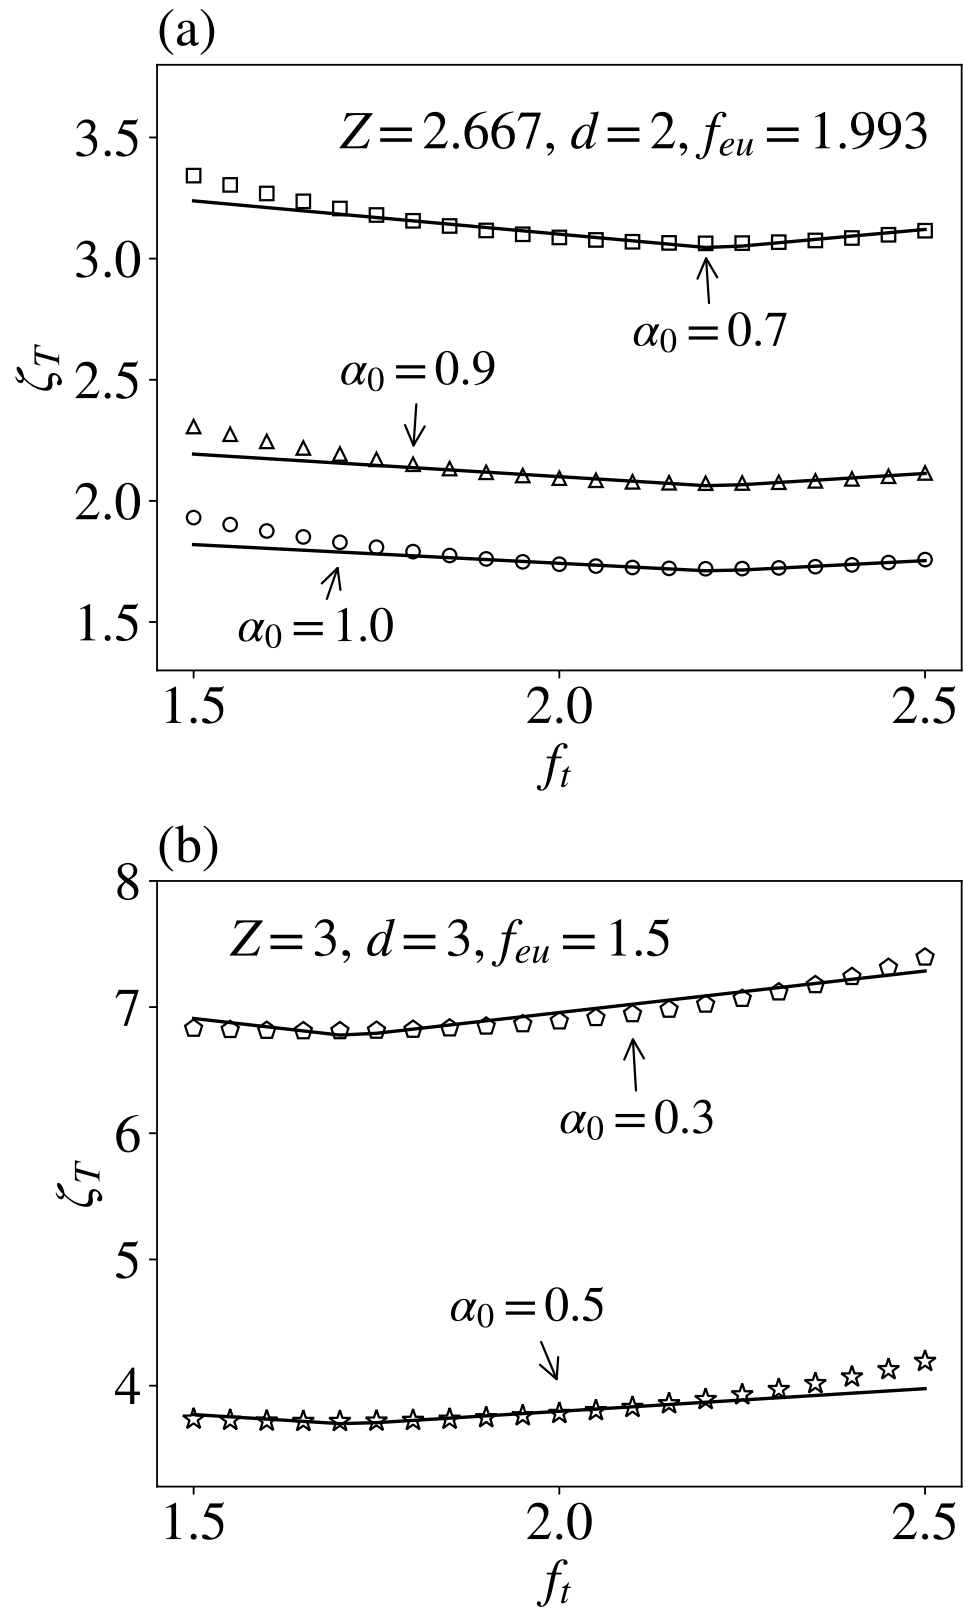 (a)
Z = 2.667, d = 2, f_eu = 1.993
3.5
3.0
2.5
2.0
1.5
ζ_T
α_0 = 0.7
α_0 = 0.9
α_0 = 1.0
1.5 2.0 2.5
f_t
(b)
Z = 3, d = 3, f_eu = 1.5
8
7
6
5
4
ζ_T
α_0 = 0.3
α_0 = 0.5
1.5 2.0 2.5
f_t